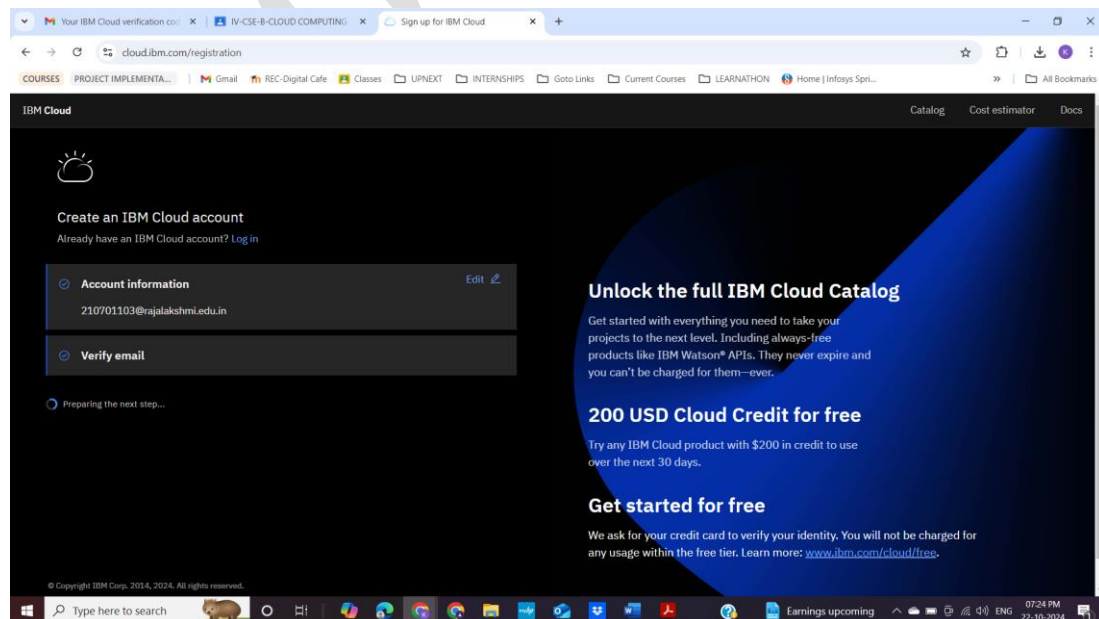 Your IBM Cloud verification cod
IV-CSE-B-CLOUD COMPUTING
Sign up for IBM Cloud
cloud.ibm.com/registration
COURSES PROJECT IMPLEMENTA... Gmail REC-Digital Cafe Classes UPNEXT INTERNSHIPS Goto Links Current Courses LEARNATHON Home | Infosys Spri... » All Bookmarks
IBM Cloud Catalog Cost estimator Docs
Create an IBM Cloud account
Already have an IBM Cloud account? Log in
Account information Edit
210701103@rajalakshmi.edu.in
Verify email
Preparing the next step...
Unlock the full IBM Cloud Catalog
Get started with everything you need to take your
projects to the next level. Including always-free
products like IBM Watson® APIs. They never expire and
you can't be charged for them—ever.
200 USD Cloud Credit for free
Try any IBM Cloud product with $200 in credit to use
over the next 30 days.
Get started for free
We ask for your credit card to verify your identity. You will not be charged for
any usage within the free tier. Learn more: www.ibm.com/cloud/free.
© Copyright IBM Corp. 2014, 2024. All rights reserved.
Type here to search Earnings upcoming ENG 07:24 PM
22-10-2024